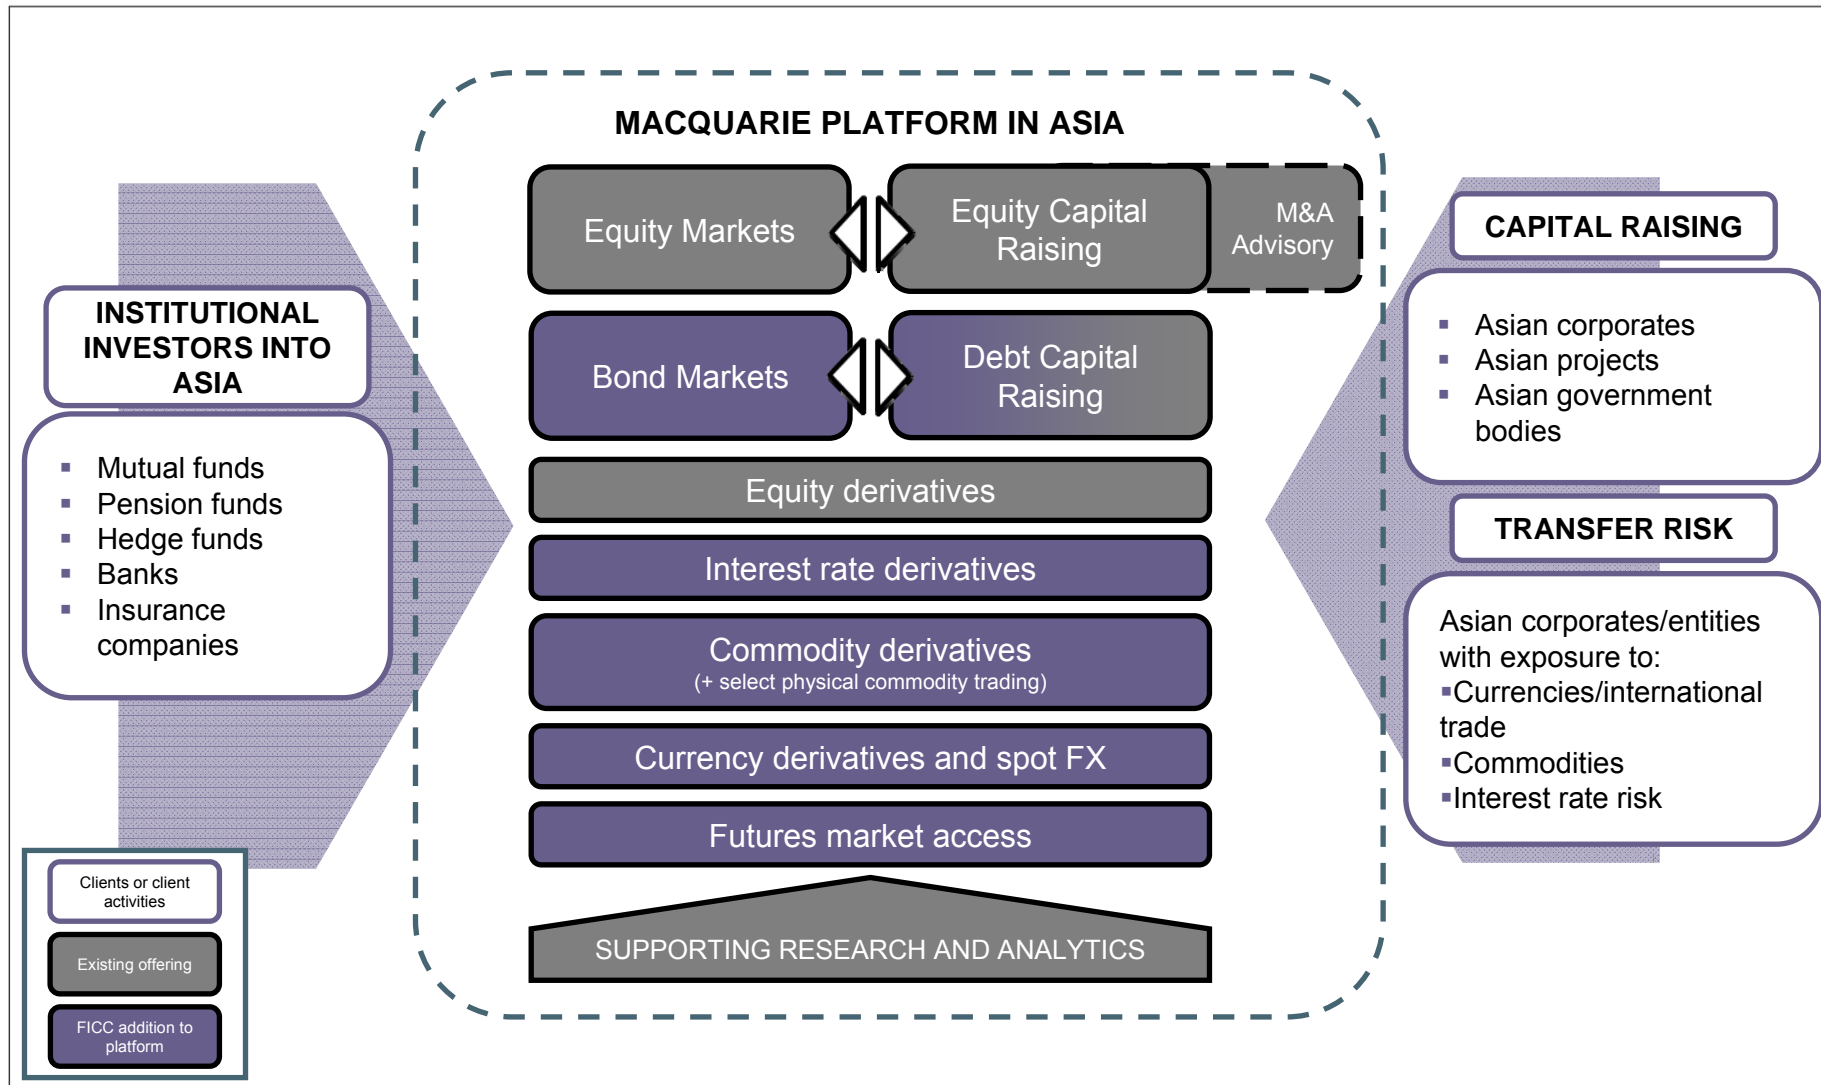 MACQUARIE PLATFORM IN ASIA
INSTITUTIONAL
INVESTORS INTO
ASIA
▪ Mutual funds
▪ Pension funds
▪ Hedge funds
▪ Banks
▪ Insurance
companies
Equity Markets
Equity Capital
Raising
M&A
Advisory
Bond Markets
Debt Capital
Raising
Equity derivatives
Interest rate derivatives
Commodity derivatives
(+ select physical commodity trading)
Currency derivatives and spot FX
Futures market access
SUPPORTING RESEARCH AND ANALYTICS
CAPITAL RAISING
▪ Asian corporates
▪ Asian projects
▪ Asian government
bodies
TRANSFER RISK
Asian corporates/entities
with exposure to:
▪Currencies/international
trade
▪Commodities
▪Interest rate risk
Clients or client
activities
Existing offering
FICC addition to
platform